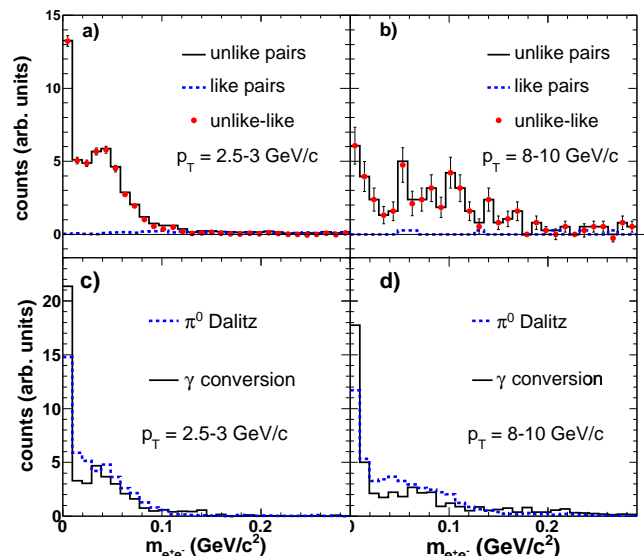 15
a)
b)
unlike pairs
unlike pairs
like pairs
like pairs
10
unlike-like
unlike-like
p_T = 2.5-3 GeV/c
p_T = 8-10 GeV/c
5
counts (arb. units)
0
c)
d)
20
π⁰ Dalitz
π⁰ Dalitz
15
γ conversion
γ conversion
10
p_T = 2.5-3 GeV/c
p_T = 8-10 GeV/c
5
counts (arb. units)
0
0
0.1
0.2
0.1
0.2
m_e⁺e⁻ (GeV/c²)
m_e⁺e⁻ (GeV/c²)